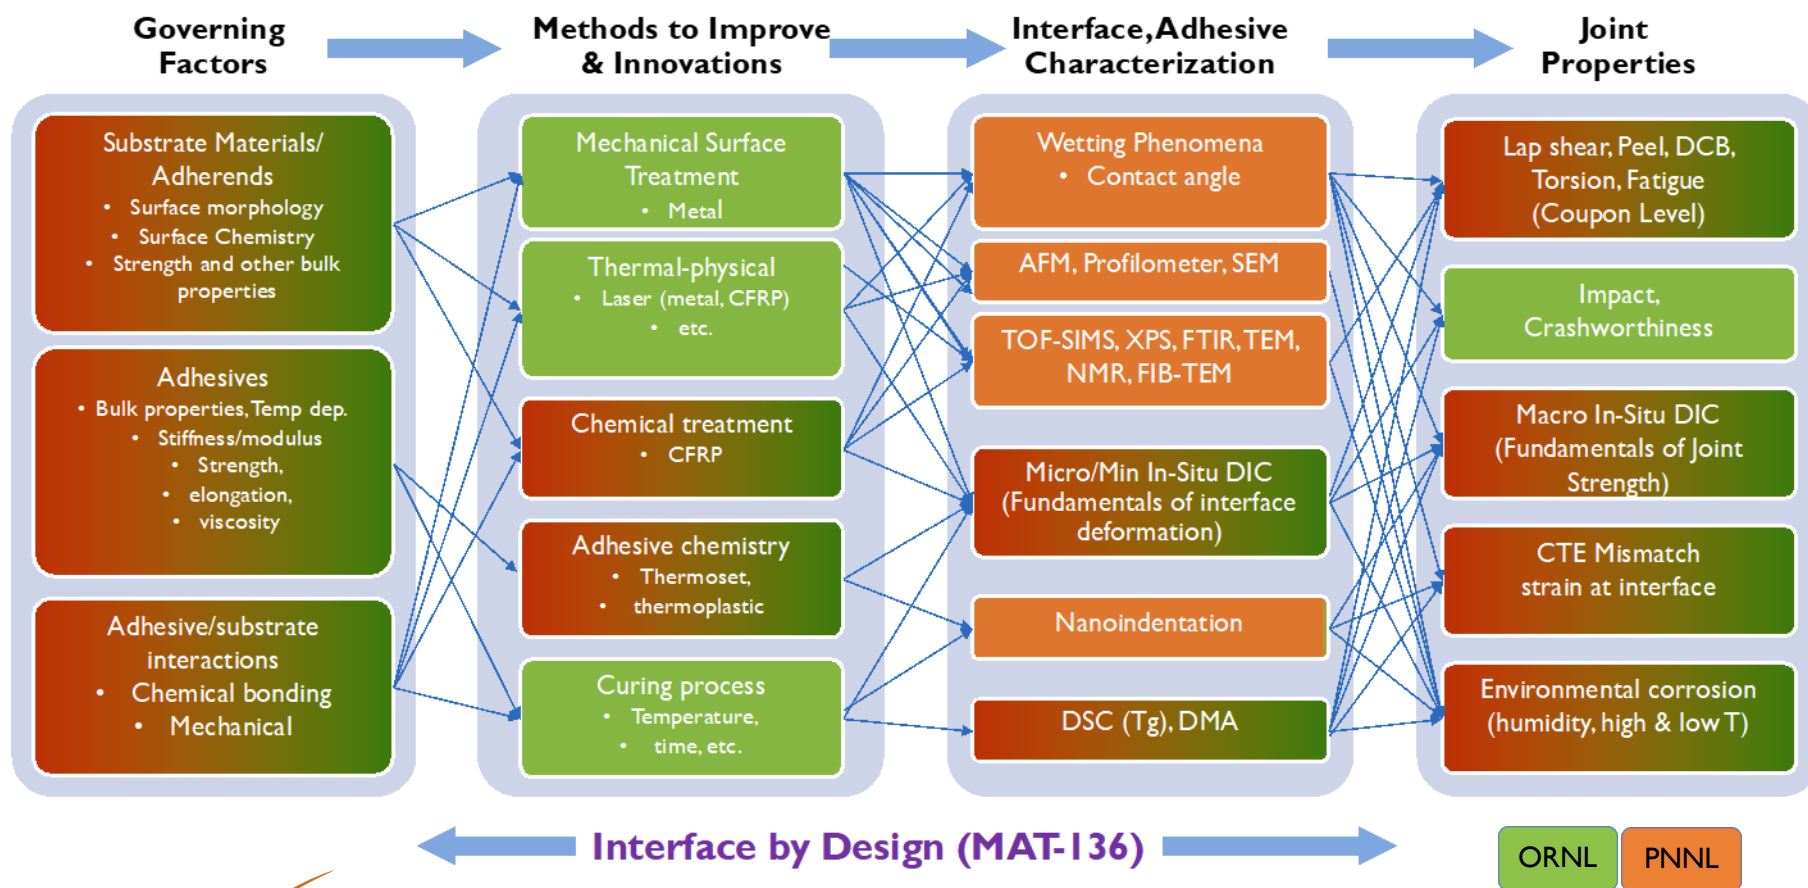 Governing
Factors
Methods to Improve
& Innovations
Interface, Adhesive
Characterization
Joint
Properties
Substrate Materials/
Adherends
• Surface morphology
• Surface Chemistry
• Strength and other bulk
properties
Adhesives
• Bulk properties, Temp dep.
• Stiffness/modulus
• Strength,
• elongation,
• viscosity
Adhesive/substrate
interactions
• Chemical bonding
• Mechanical
Mechanical Surface
Treatment
• Metal
Thermal-physical
• Laser (metal, CFRP)
• etc.
Chemical treatment
• CFRP
Adhesive chemistry
• Thermoset,
• thermoplastic
Curing process
• Temperature,
• time, etc.
Wetting Phenomena
• Contact angle
AFM, Profilometer, SEM
TOF-SIMS, XPS, FTIR, TEM,
NMR, FIB-TEM
Micro/Min In-Situ DIC
(Fundamentals of interface
deformation)
Nanoindentation
DSC (Tg), DMA
Lap shear, Peel, DCB,
Torsion, Fatigue
(Coupon Level)
Impact,
Crashworthiness
Macro In-Situ DIC
(Fundamentals of Joint
Strength)
CTE Mismatch
strain at interface
Environmental corrosion
(humidity, high & low T)
Interface by Design (MAT-136)
ORNL
PNNL